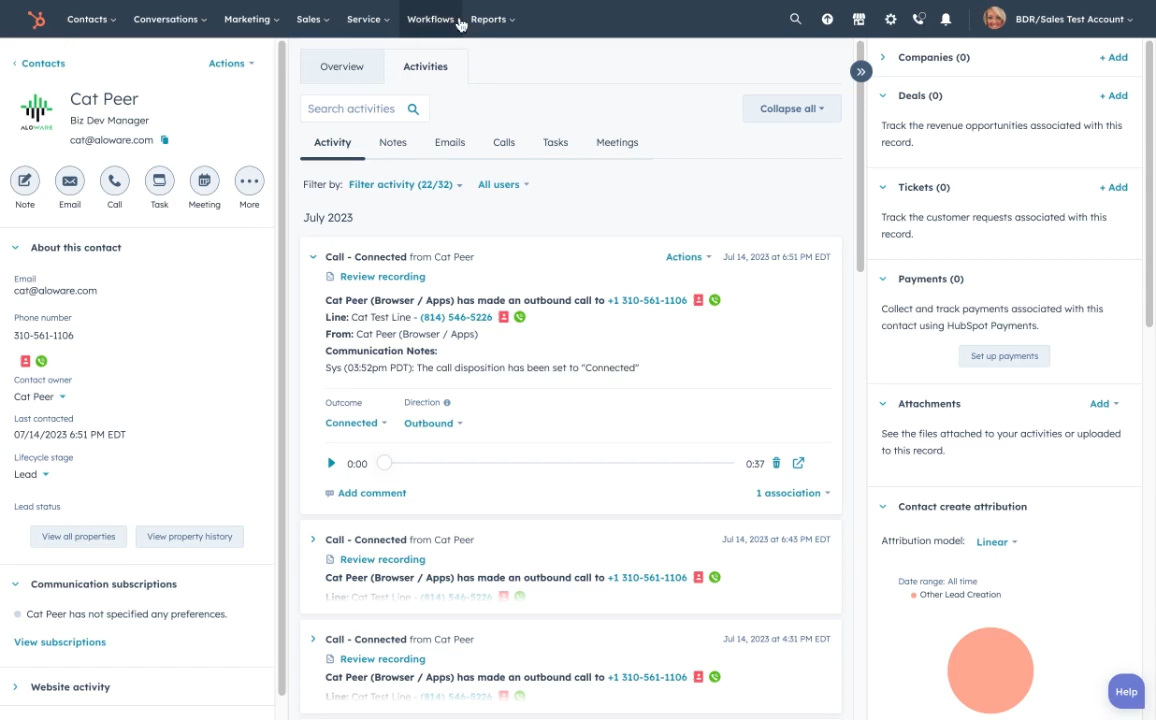 Contacts
Conversations
Marketing
Sales
Service
Workflows
Reports
BDR/Sales Test Account
Contacts
Actions
ALOWARE
Cat Peer
Biz Dev Manager
cat@aloware.com
Note
Email
Call
Task
Meeting
More
About this contact
Email
cat@aloware.com
Phone number
310-561-1106
Contact owner
Cat Peer
Last contacted
07/14/2023 6:51 PM EDT
Lifecycle stage
Lead
Lead status
View all properties
View property history
Communication subscriptions
Cat Peer has not specified any preferences.
View subscriptions
Website activity
Overview
Activities
Search activities
Collapse all
Activity
Notes
Emails
Calls
Tasks
Meetings
Filter by: Filter activity (22/32)
All users
July 2023
Call - Connected from Cat Peer
Actions
Jul 14, 2023 at 6:51 PM EDT
Review recording
Cat Peer (Browser / Apps) has made an outbound call to +1 310-561-1106
Line: Cat Test Line - (814) 546-5226
From: Cat Peer (Browser / Apps)
Communication Notes:
Sys (03:52pm PDT): The call disposition has been set to "Connected"
Outcome
Direction
Connected
Outbound
0:00
0:37
Add comment
1 association
Call - Connected from Cat Peer
Jul 14, 2023 at 6:43 PM EDT
Review recording
Cat Peer (Browser / Apps) has made an outbound call to +1 310-561-1106
Line: Cat Test Line - (814) 546-5226
Call - Connected from Cat Peer
Jul 14, 2023 at 4:31 PM EDT
Review recording
Cat Peer (Browser / Apps) has made an outbound call to +1 310-561-1106
Line: Cat Test Line - (814) 546-5226
Companies (0)
+ Add
Deals (0)
+ Add
Track the revenue opportunities associated with this
record.
Tickets (0)
+ Add
Track the customer requests associated with this
record.
Payments (0)
Collect and track payments associated with this
contact using HubSpot Payments.
Set up payments
Attachments
Add
See the files attached to your activities or uploaded
to this record.
Contact create attribution
Attribution model: Linear
Date range: All time
Other Lead Creation
Help